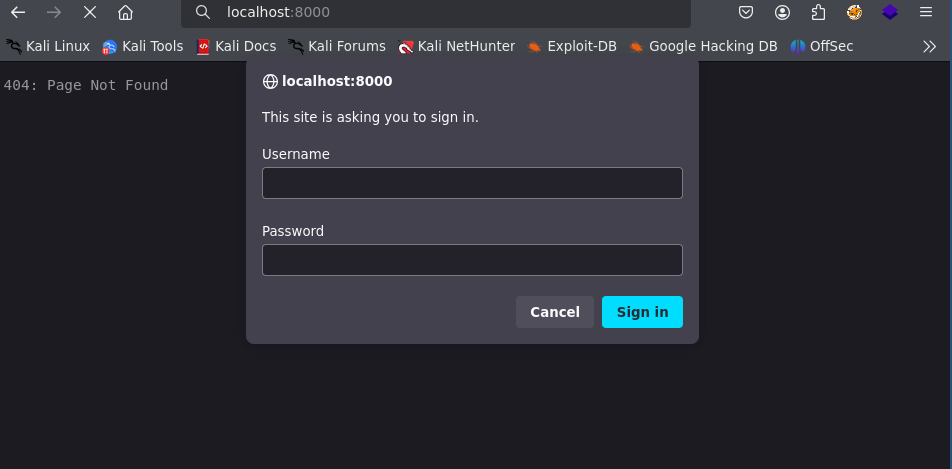 localhost:8000
Kali Linux Kali Tools Kali Docs Kali Forums Kali NetHunter Exploit-DB Google Hacking DB OffSec
404: Page Not Found
localhost:8000
This site is asking you to sign in.
Username
Password
Cancel Sign in